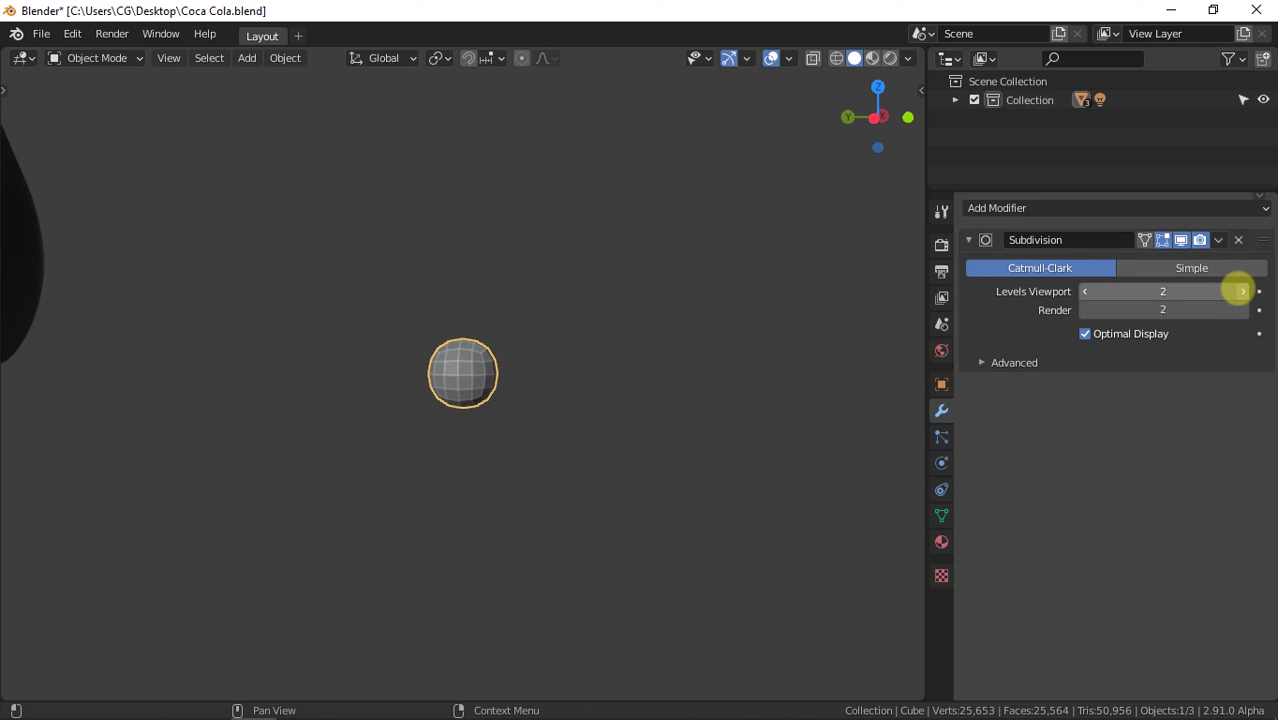 Blender* [C:\Users\CG\Desktop\Coca Cola.blend]
File Edit Render Window Help Layout + Scene View Layer
Object Mode View Select Add Object Global
Scene Collection
Collection 3
Z
Y X
Add Modifier
Subdivision
Catmull-Clark Simple
Levels Viewport 2
Render 2
Optimal Display
Advanced
Pan View Context Menu Collection | Cube | Verts:25,653 | Faces:25,564 | Tris:50,956 | Objects:1/3 | 2.91.0 Alpha